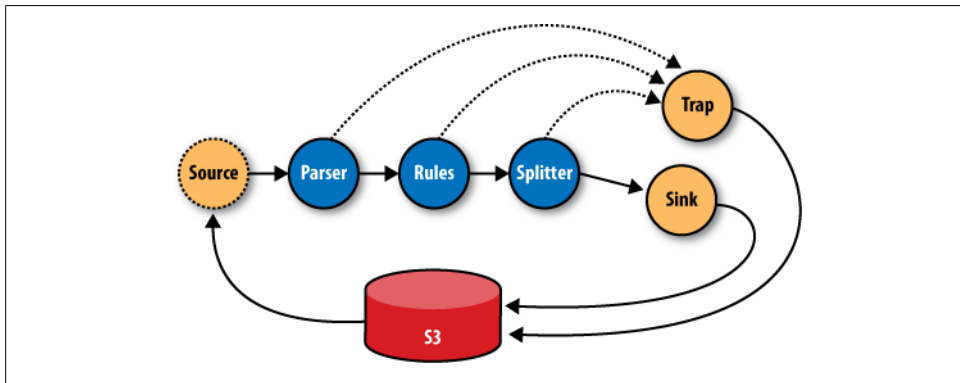 Trap
Source
Parser
Rules
Splitter
Sink
S3